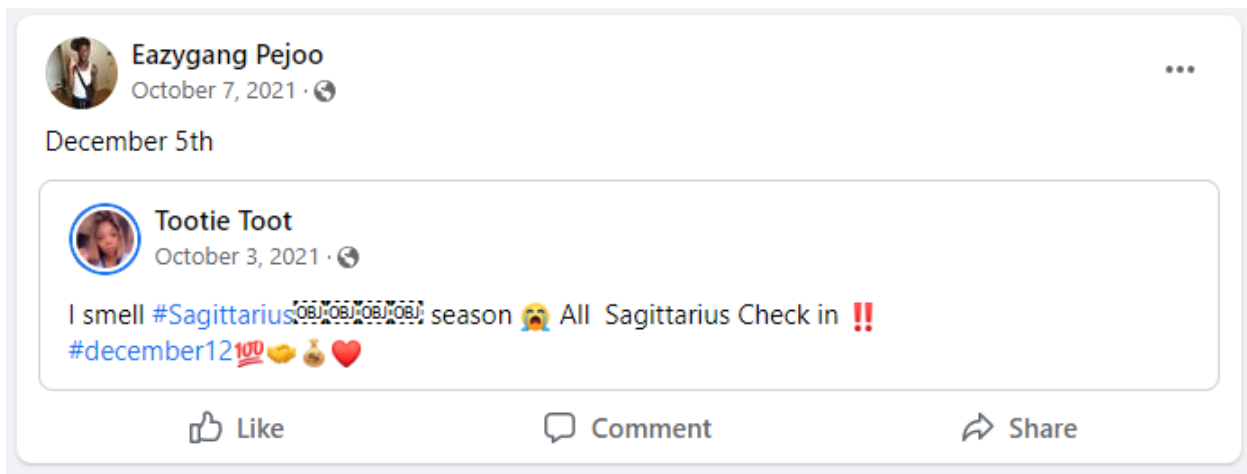 Eazygang Pejoo
October 7, 2021 ·
December 5th
Tootie Toot
October 3, 2021 ·
I smell #Sagittarius￼￼￼￼ season 😭 All  Sagittarius Check in ‼️
#december12💯🤝💰❤️
Like
Comment
Share